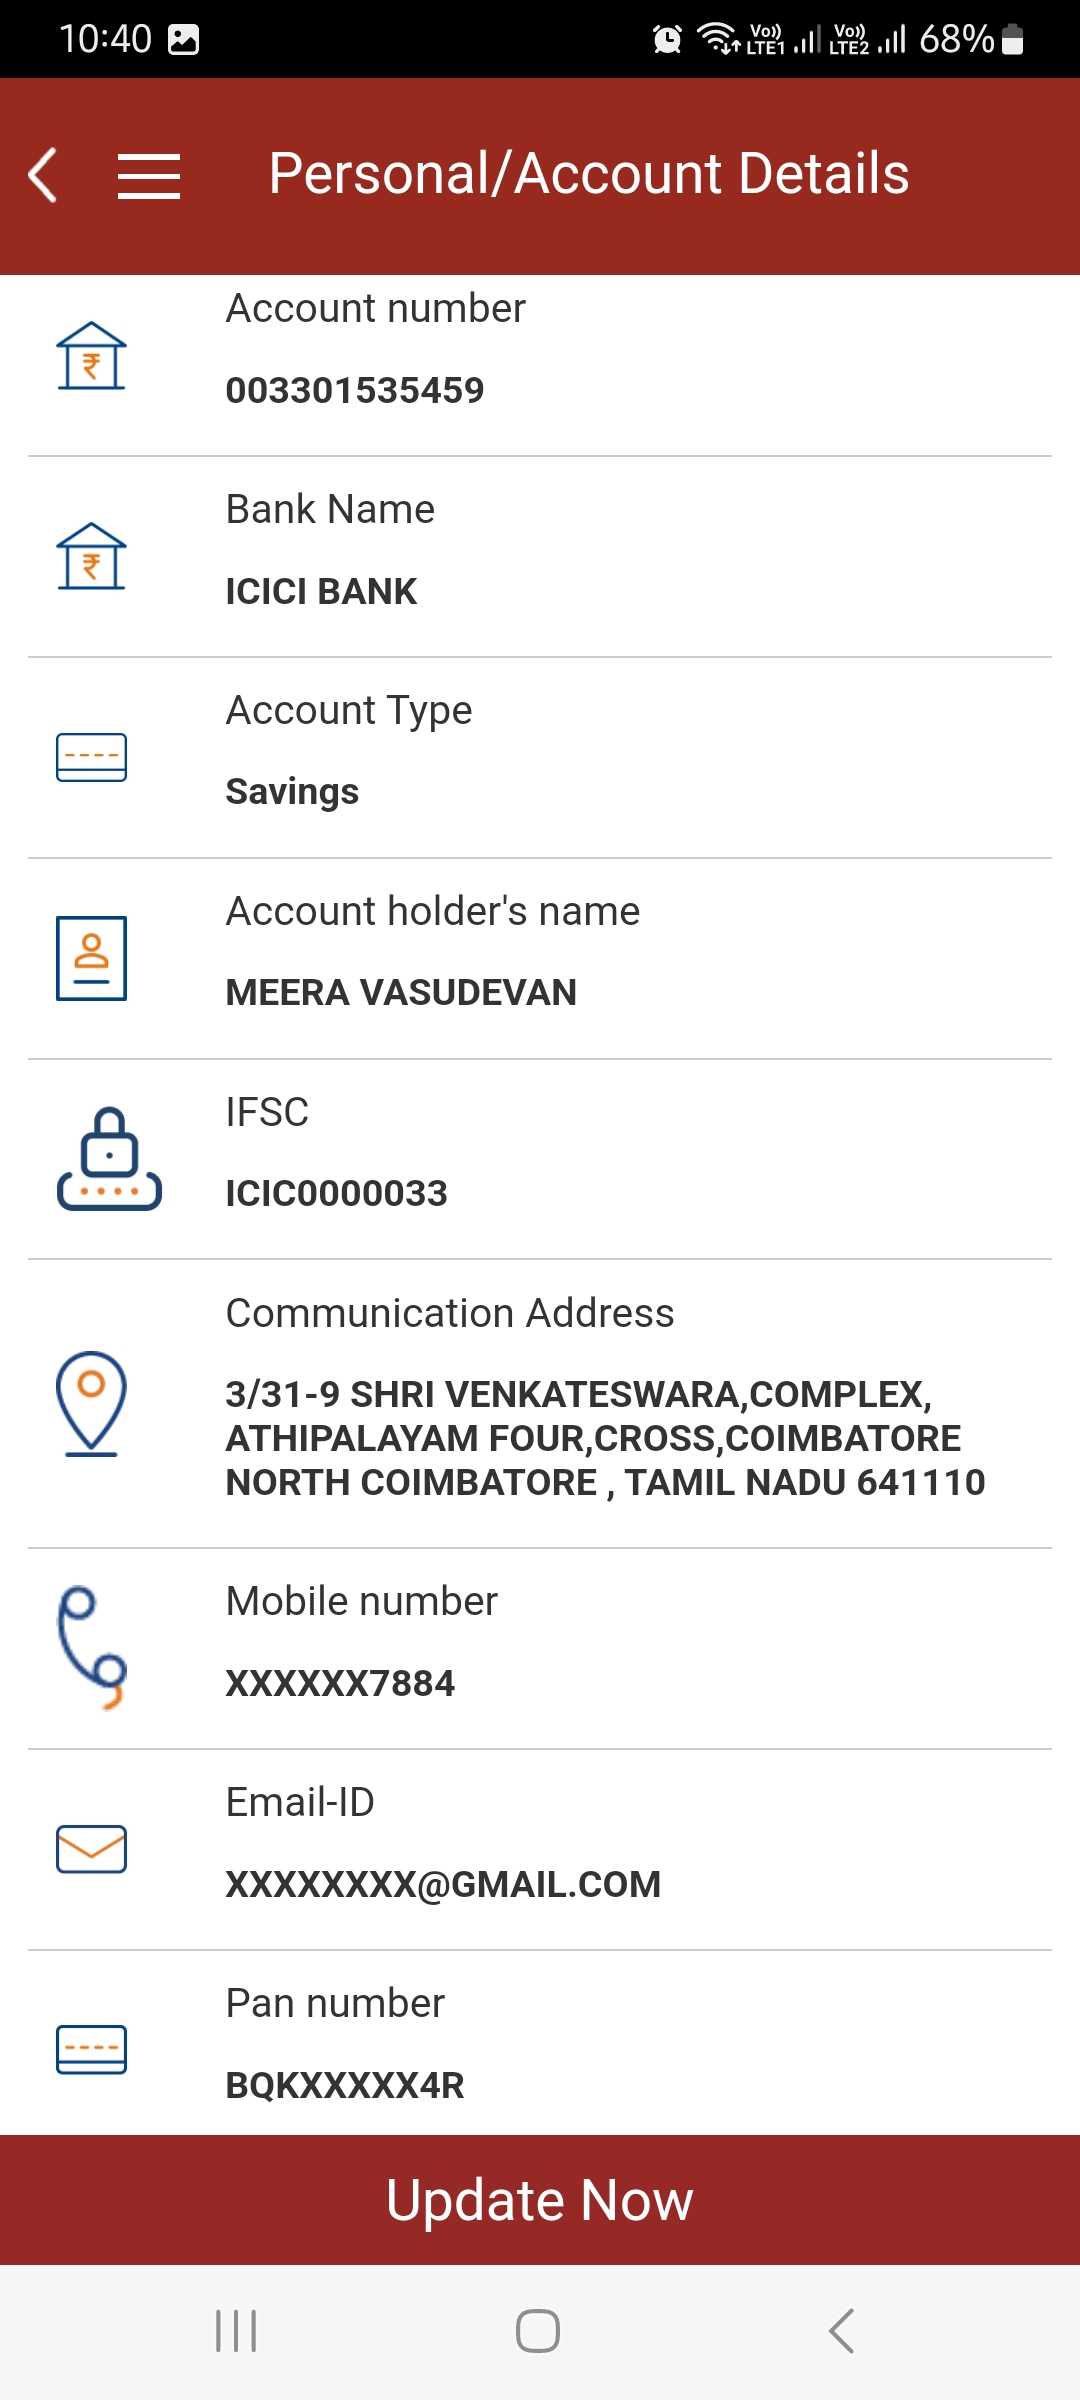 10:40
Vo)) LTE1 Vo)) LTE2 68%
Personal/Account Details
Account number
003301535459
Bank Name
ICICI BANK
Account Type
Savings
Account holder's name
MEERA VASUDEVAN
IFSC
ICIC0000033
Communication Address
3/31-9 SHRI VENKATESWARA,COMPLEX,
ATHIPALAYAM FOUR,CROSS,COIMBATORE
NORTH COIMBATORE , TAMIL NADU 641110
Mobile number
XXXXXX7884
Email-ID
XXXXXXXX@GMAIL.COM
Pan number
BQKXXXXX4R
Update Now